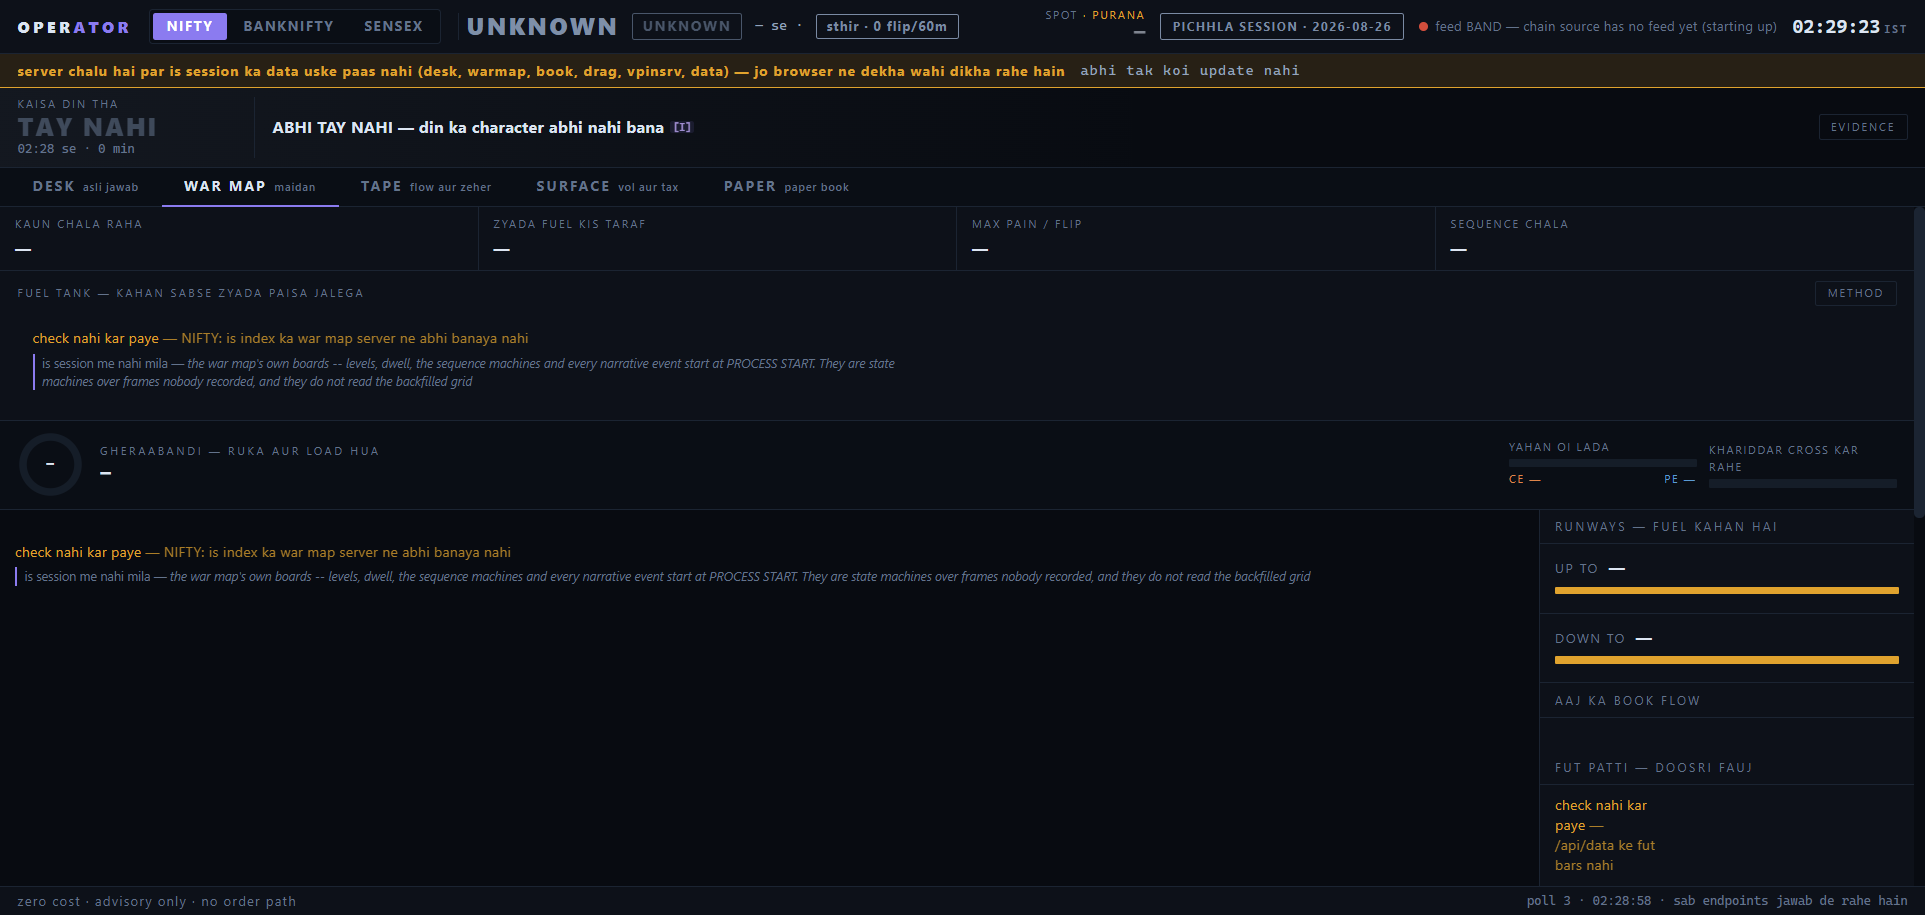 OPERATOR NIFTY BANKNIFTY SENSEX UNKNOWN UNKNOWN — se · sthir · 0 flip/60m SPOT · PURANA — PICHHLA SESSION · 2026-08-26 feed BAND — chain source has no feed yet (starting up) 02:29:23 IST
server chalu hai par is session ka data uske paas nahi (desk, warmap, book, drag, vpinsrv, data) — jo browser ne dekha wahi dikha rahe hain abhi tak koi update nahi
KAISA DIN THA
TAY NAHI
02:28 se · 0 min
ABHI TAY NAHI — din ka character abhi nahi bana [I]
EVIDENCE
DESK asli jawab WAR MAP maidan TAPE flow aur zeher SURFACE vol aur tax PAPER paper book
KAUN CHALA RAHA
—
ZYADA FUEL KIS TARAF
—
MAX PAIN / FLIP
—
SEQUENCE CHALA
—
FUEL TANK — KAHAN SABSE ZYADA PAISA JALEGA
METHOD
check nahi kar paye — NIFTY: is index ka war map server ne abhi banaya nahi
is session me nahi mila — the war map's own boards -- levels, dwell, the sequence machines and every narrative event start at PROCESS START. They are state
machines over frames nobody recorded, and they do not read the backfilled grid
–
GHERAABANDI — RUKA AUR LOAD HUA
—
YAHAN OI LADA
CE — PE —
KHARIDDAR CROSS KAR
RAHE
check nahi kar paye — NIFTY: is index ka war map server ne abhi banaya nahi
is session me nahi mila — the war map's own boards -- levels, dwell, the sequence machines and every narrative event start at PROCESS START. They are state machines over frames nobody recorded, and they do not read the backfilled grid
RUNWAYS — FUEL KAHAN HAI
UP TO —
DOWN TO —
AAJ KA BOOK FLOW
FUT PATTI — DOOSRI FAUJ
check nahi kar
paye —
/api/data ke fut
bars nahi
zero cost · advisory only · no order path
poll 3 · 02:28:58 · sab endpoints jawab de rahe hain